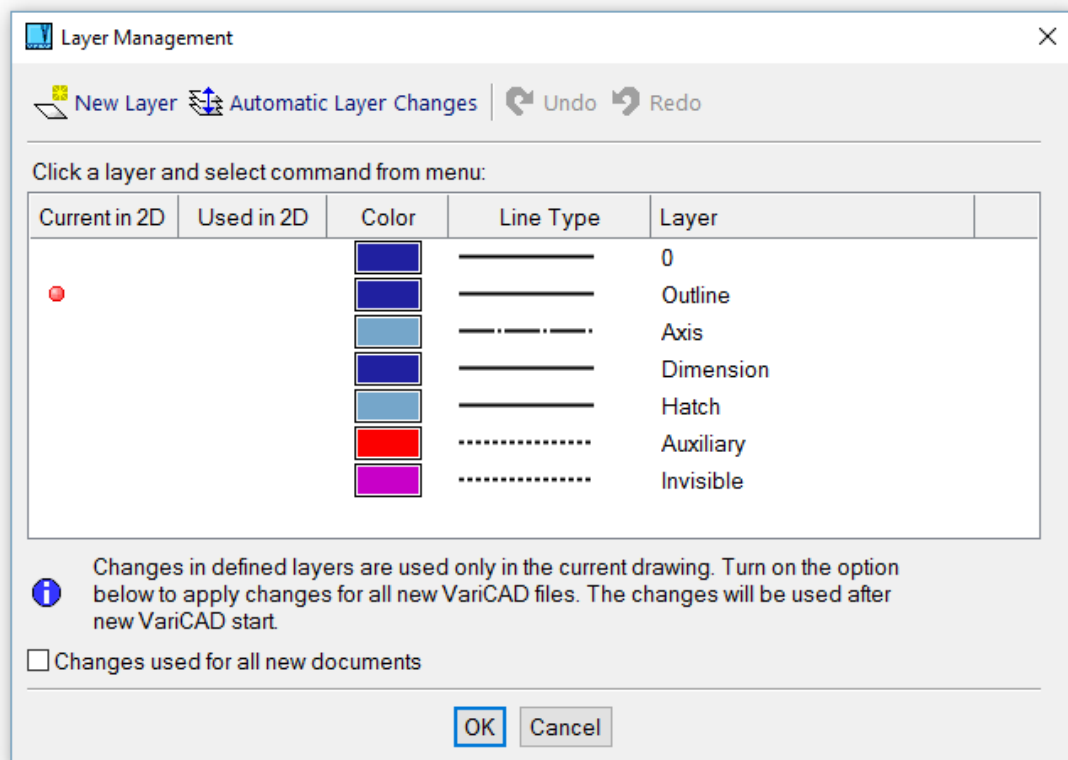 Layer Management
New Layer Automatic Layer Changes Undo Redo
Click a layer and select command from menu:
Current in 2D Used in 2D Color Line Type Layer
0
Outline
Axis
Dimension
Hatch
Auxiliary
Invisible
Changes in defined layers are used only in the current drawing. Turn on the option
below to apply changes for all new VariCAD files. The changes will be used after
new VariCAD start.
Changes used for all new documents
OK Cancel